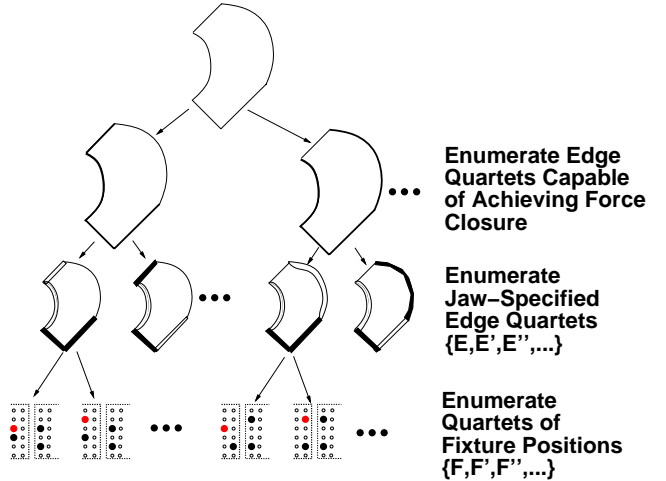 Enumerate Edge
Quartets Capable
of Achieving Force
Closure
Enumerate
Jaw−Specified
Edge Quartets
{E,E',E'',...}
Enumerate
Quartets of
Fixture Positions
{F,F',F'',...}